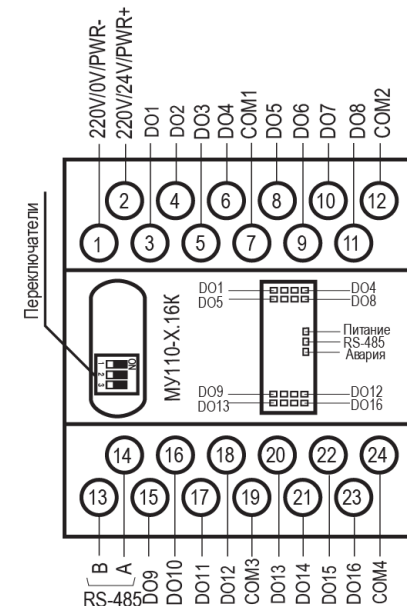 220V/0V/PWR-
220V/24V/PWR+
DO1
DO2
DO3
DO4
COM1
DO5
DO6
DO7
DO8
COM2
2
4
6
8
10
12
1
3
5
7
9
11
Переключатели
ON
1
2
3
МУ110-Х.16К
DO1
DO5
DO4
DO8
Питание
RS-485
Авария
DO9
DO13
DO12
DO16
14
16
18
20
22
24
13
15
17
19
21
23
B
A
RS-485
DO9
DO10
DO11
DO12
COM3
DO13
DO14
DO15
DO16
COM4